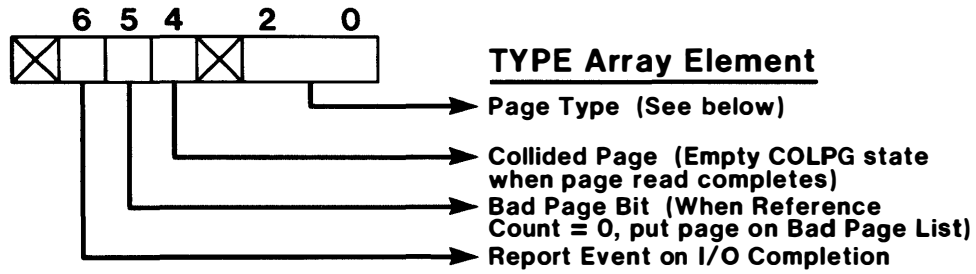 6 5 4 2 0
TYPE Array Element
Page Type (See below)
Collided Page (Empty COLPG state
when page read completes)
Bad Page Bit (When Reference
Count = 0, put page on Bad Page List)
Report Event on I/O Completion